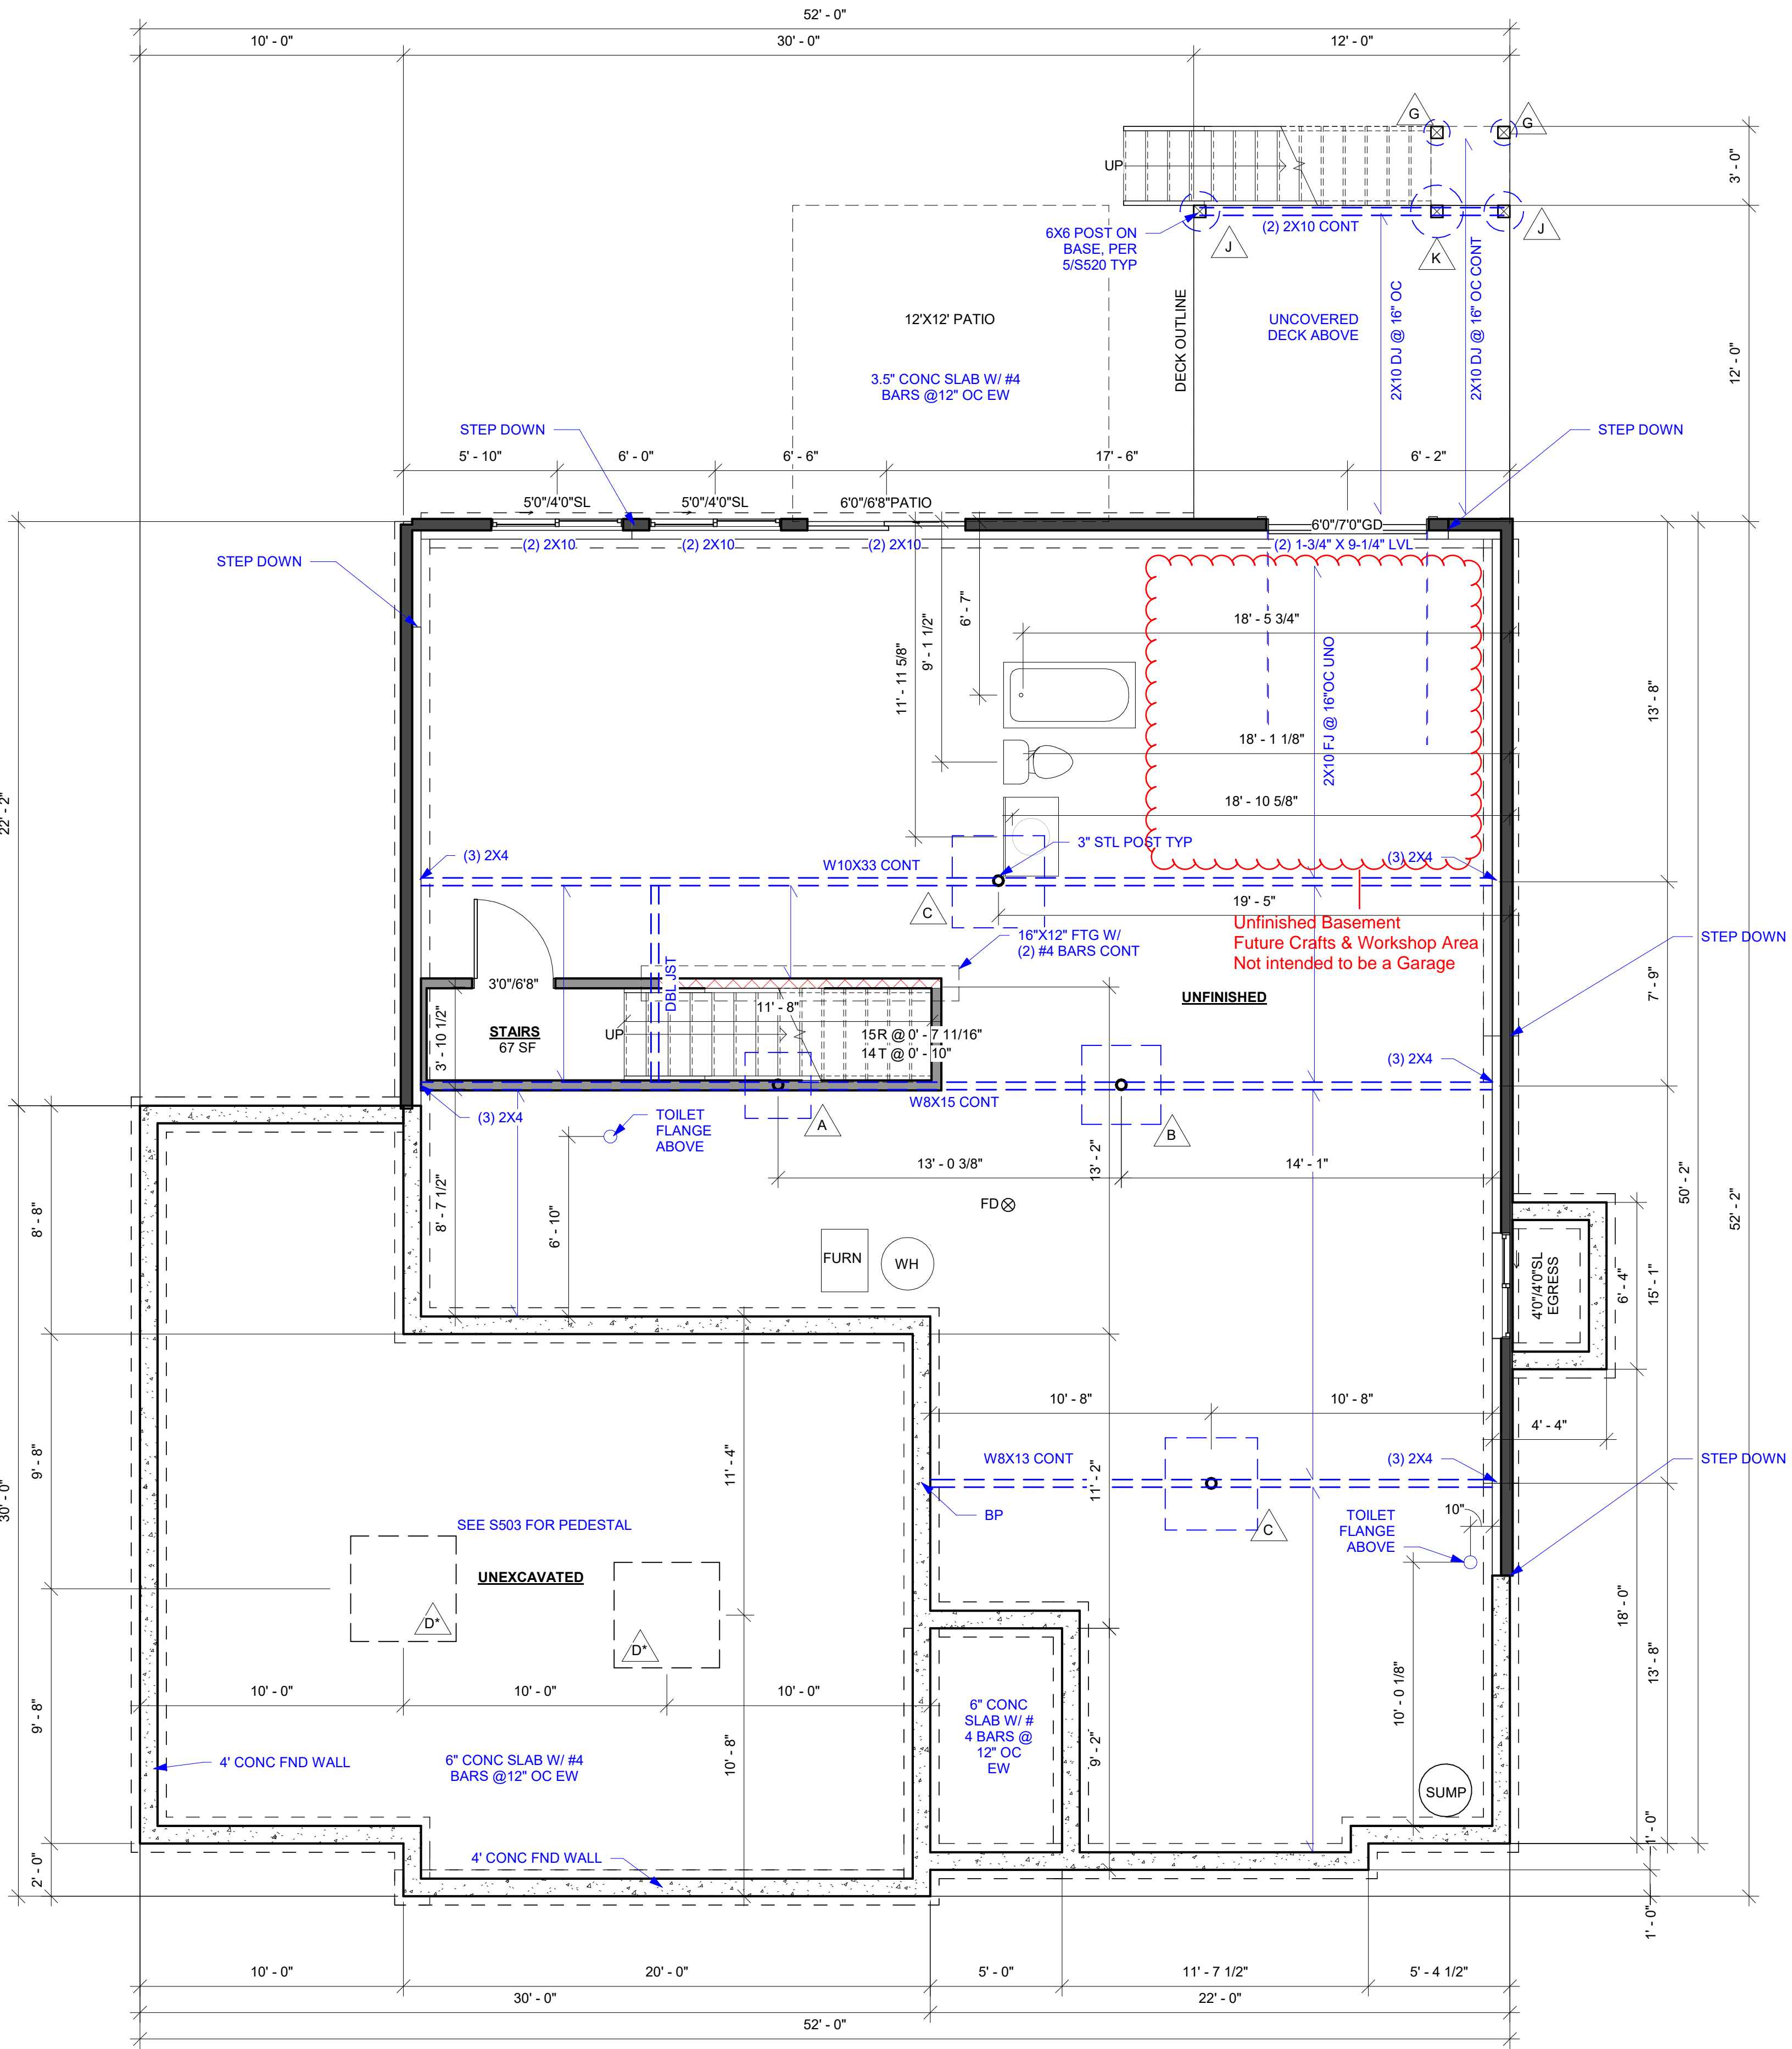 52' - 0"
10' - 0"
30' - 0"
12' - 0"
G
G
3' - 0"
UP
6X6 POST ON
BASE, PER
5/S520 TYP
J
(2) 2X10 CONT
K
J
2X10 DJ @ 16" OC
2X10 DJ @ 16" OC CONT
DECK OUTLINE
12'X12' PATIO
UNCOVERED
DECK ABOVE
12' - 0"
3.5" CONC SLAB W/ #4
BARS @12" OC EW
STEP DOWN
STEP DOWN
5' - 10"
6' - 0"
6' - 6"
17' - 6"
6' - 2"
5'0"/4'0"SL
5'0"/4'0"SL
6'0"/6'8"PATIO
6'0"/7'0"GD
(2) 2X10
(2) 2X10
(2) 2X10
(2) 1-3/4" X 9-1/4" LVL
STEP DOWN
6' - 7"
9' - 1 1/2"
11' - 11 5/8"
18' - 5 3/4"
2X10 FJ @ 16"OC UNO
13' - 8"
18' - 1 1/8"
22' - 2"
18' - 10 5/8"
(3) 2X4
W10X33 CONT
3" STL POST TYP
(3) 2X4
C
19' - 5"
Unfinished Basement
Future Crafts & Workshop Area
Not intended to be a Garage
16"X12" FTG W/
(2) #4 BARS CONT
STEP DOWN
3'0"/6'8"
DBL JST
11' - 8"
UNFINISHED
7' - 9"
3' - 10 1/2"
STAIRS
67 SF
UP
15R @ 0' - 7 11/16"
14T @ 0' - 10"
(3) 2X4
(3) 2X4
W8X15 CONT
TOILET
FLANGE
ABOVE
A
B
13' - 0 3/8"
13' - 2"
14' - 1"
50' - 2"
52' - 2"
8' - 8"
8' - 7 1/2"
6' - 10"
FD
FURN
WH
4'0"/4'0"SL
EGRESS
6' - 4"
15' - 1"
10' - 8"
10' - 8"
4' - 4"
9' - 8"
30' - 0"
11' - 4"
11' - 2"
W8X13 CONT
(3) 2X4
STEP DOWN
BP
C
10"
TOILET
FLANGE
ABOVE
SEE S503 FOR PEDESTAL
UNEXCAVATED
D*
D*
18' - 0"
13' - 8"
10' - 0"
10' - 0"
10' - 0"
10' - 0 1/8"
9' - 8"
6" CONC
SLAB W/ #
4 BARS @
12" OC
EW
4' CONC FND WALL
6" CONC SLAB W/ #4
BARS @12" OC EW
10' - 8"
9' - 2"
SUMP
2' - 0"
4' CONC FND WALL
1' - 0"
1' - 0"
10' - 0"
20' - 0"
5' - 0"
11' - 7 1/2"
5' - 4 1/2"
30' - 0"
22' - 0"
52' - 0"